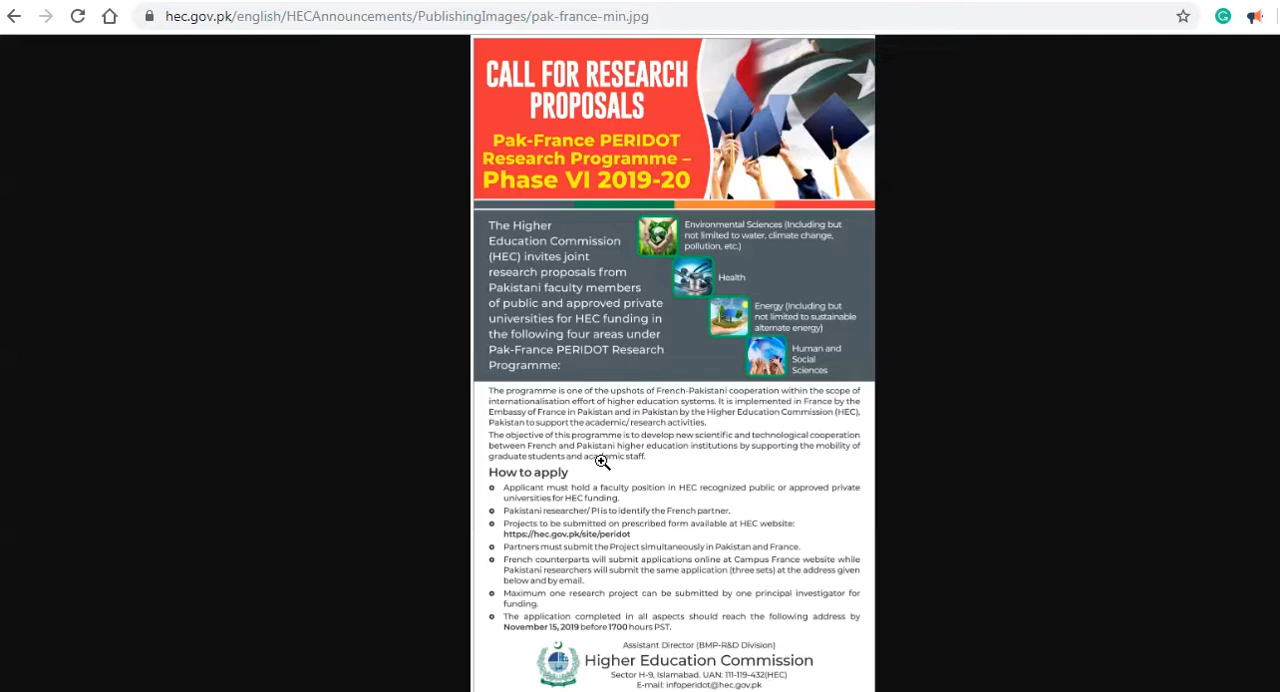 hec.gov.pk/english/HECAnnouncements/PublishingImages/pak-france-min.jpg
CALL FOR RESEARCH
PROPOSALS
Pak-France PERIDOT
Research Programme –
Phase VI 2019-20
The Higher
Education Commission
(HEC) invites joint
research proposals from
Pakistani faculty members
of public and approved private
universities for HEC funding in
the following four areas under
Pak-France PERIDOT Research
Programme:
Environmental Sciences (Including but
not limited to water, climate change,
pollution, etc.)
Health
Energy (Including but
not limited to sustainable
alternate energy)
Human and
Social
Sciences
The programme is one of the upshots of French-Pakistani cooperation within the scope of
internationalisation effort of higher education systems. It is implemented in France by the
Embassy of France in Pakistan and in Pakistan by the Higher Education Commission (HEC),
Pakistan to support the academic/ research activities.
The objective of this programme is to develop new scientific and technological cooperation
between French and Pakistani higher education institutions by supporting the mobility of
graduate students and academic staff.
How to apply
Applicant must hold a faculty position in HEC recognized public or approved private
universities for HEC funding.
Pakistani researcher/ PI is to identify the French partner.
Projects to be submitted on prescribed form available at HEC website:
https://hec.gov.pk/site/peridot
Partners must submit the Project simultaneously in Pakistan and France.
French counterparts will submit applications online at Campus France website while
Pakistani researchers will submit the same application (three sets) at the address given
below and by email.
Maximum one research project can be submitted by one principal investigator for
funding.
The application completed in all aspects should reach the following address by
November 15, 2019 before 1700 hours PST.
Assistant Director (BMP-R&D Division)
Higher Education Commission
Sector H-9, Islamabad. UAN: 111-119-432(HEC)
E-mail: infoperidot@hec.gov.pk